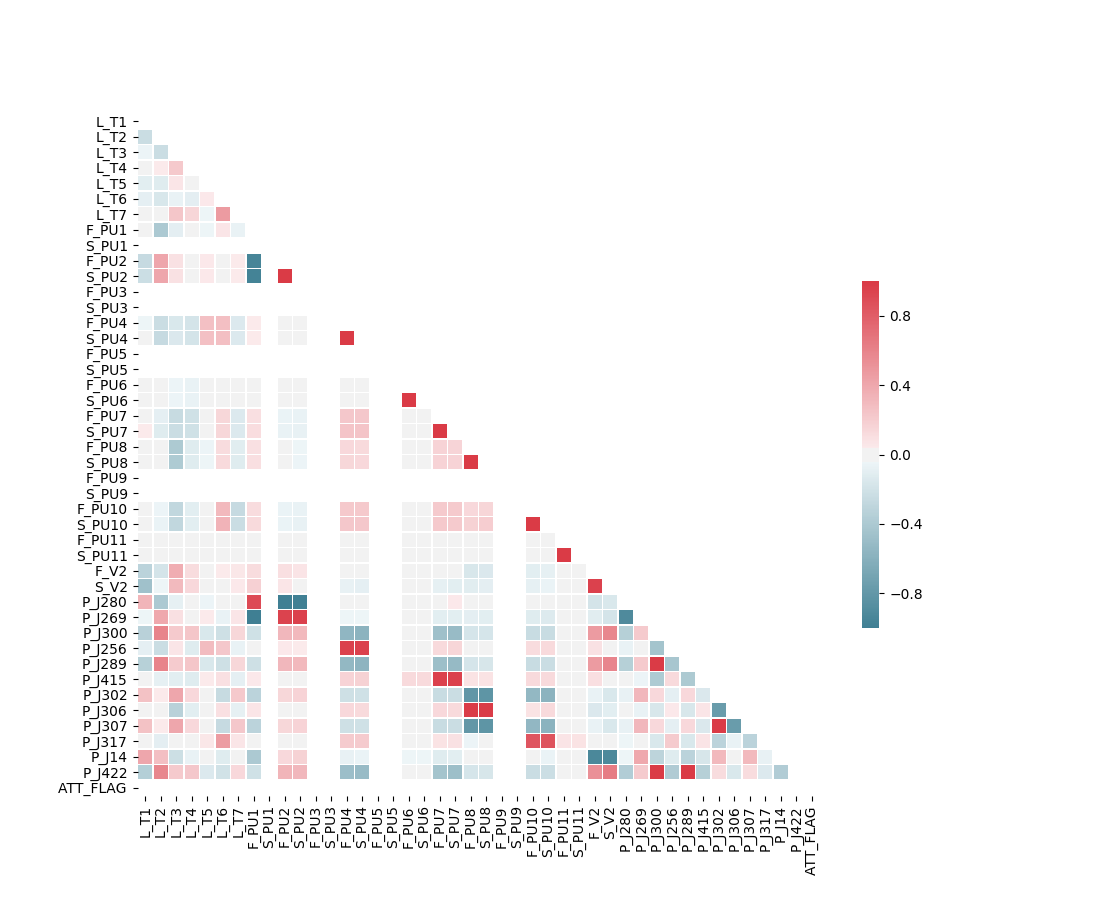 L_T1
L_T2
L_T3
L_T4
L_T5
L_T6
L_T7
F_PU1
S_PU1
F_PU2
S_PU2
F_PU3
S_PU3
F_PU4
S_PU4
F_PU5
S_PU5
F_PU6
S_PU6
F_PU7
S_PU7
F_PU8
S_PU8
F_PU9
S_PU9
F_PU10
S_PU10
F_PU11
S_PU11
F_V2
S_V2
P_J280
P_J269
P_J300
P_J256
P_J289
P_J415
P_J302
P_J306
P_J307
P_J317
P_J14
P_J422
ATT_FLAG
L_T1
L_T2
L_T3
L_T4
L_T5
L_T6
L_T7
F_PU1
S_PU1
F_PU2
S_PU2
F_PU3
S_PU3
F_PU4
S_PU4
F_PU5
S_PU5
F_PU6
S_PU6
F_PU7
S_PU7
F_PU8
S_PU8
F_PU9
S_PU9
F_PU10
S_PU10
F_PU11
S_PU11
F_V2
S_V2
P_J280
P_J269
P_J300
P_J256
P_J289
P_J415
P_J302
P_J306
P_J307
P_J317
P_J14
P_J422
ATT_FLAG
0.8
0.4
0.0
−0.4
−0.8